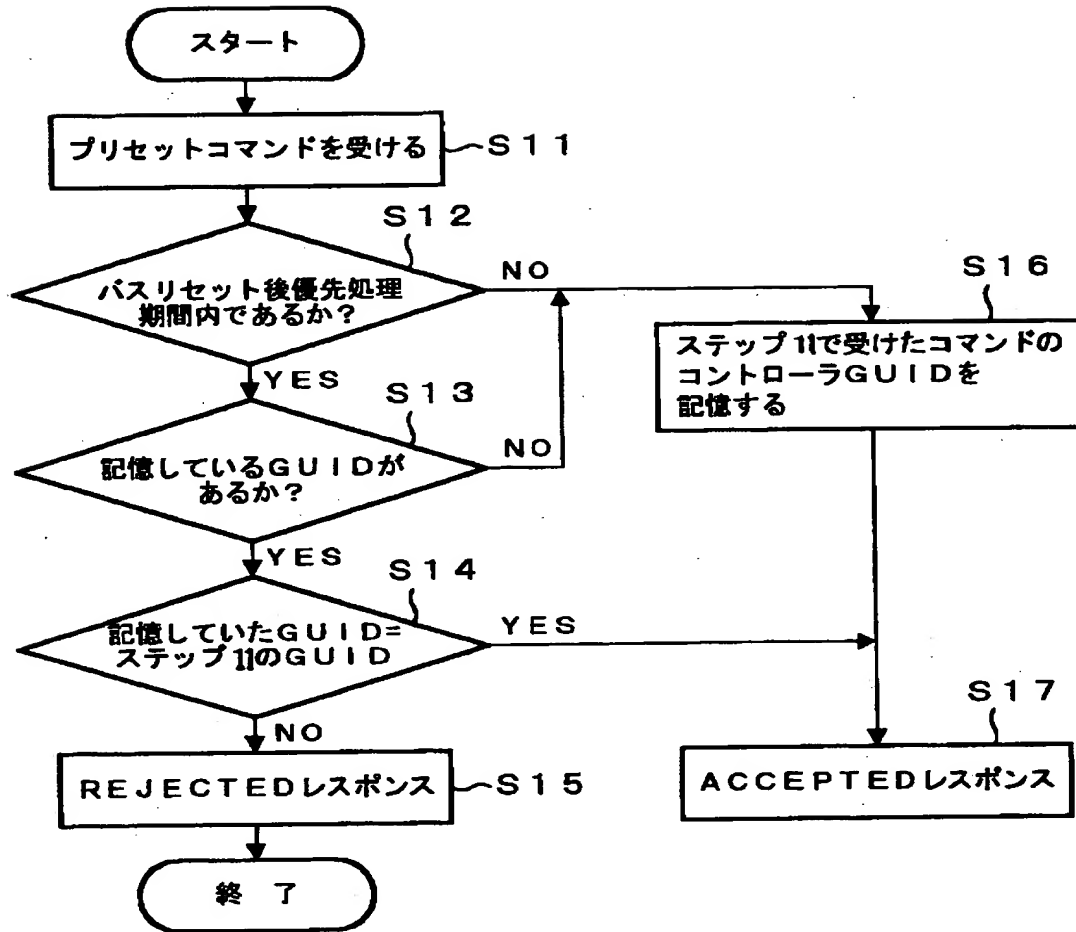 スタート
プリセットコマンドを受ける
S11
S12
バスリセット後優先処理
期間内であるか?
NO
YES
S13
記憶しているGUIDが
あるか?
NO
YES
S14
記憶していたGUID=
ステップ11のGUID
YES
NO
REJECTEDレスポンス
S15
終 了
S16
ステップ11で受けたコマンドの
コントローラGUIDを
記憶する
S17
ACCEPTEDレスポンス